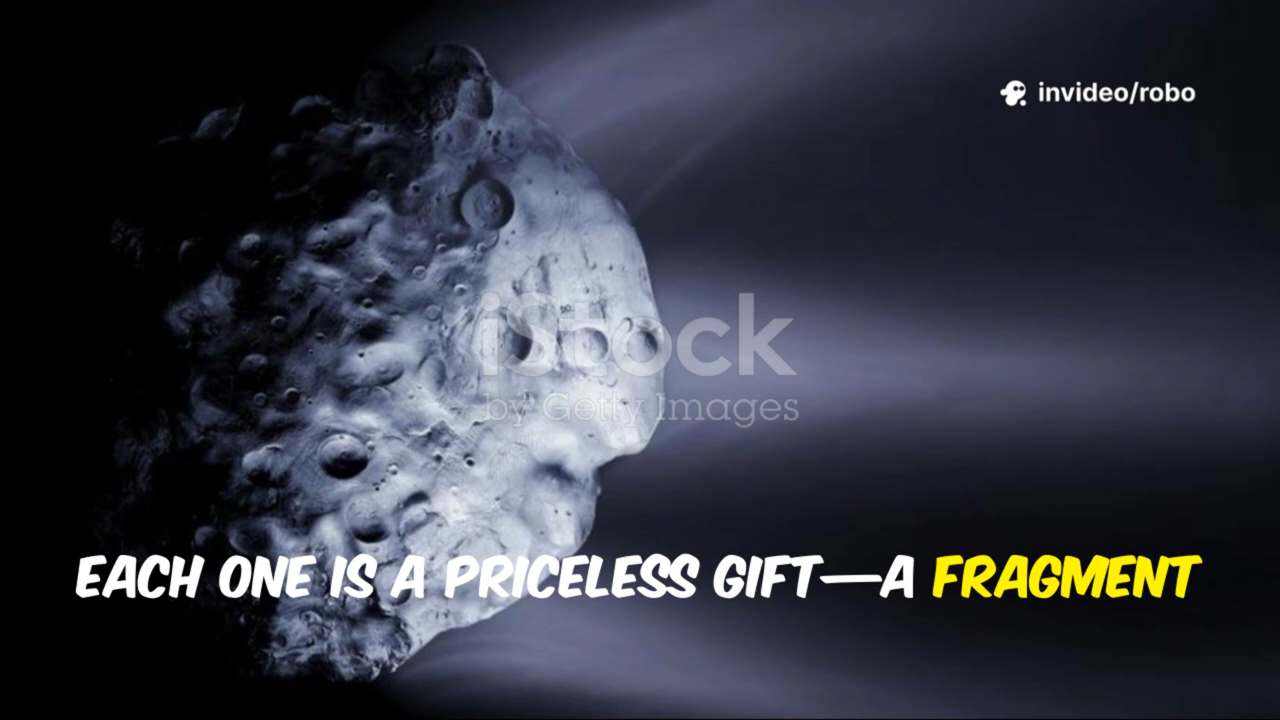 invideo/robo
iStock
by Getty Images
EACH ONE IS A PRICELESS GIFT—A FRAGMENT